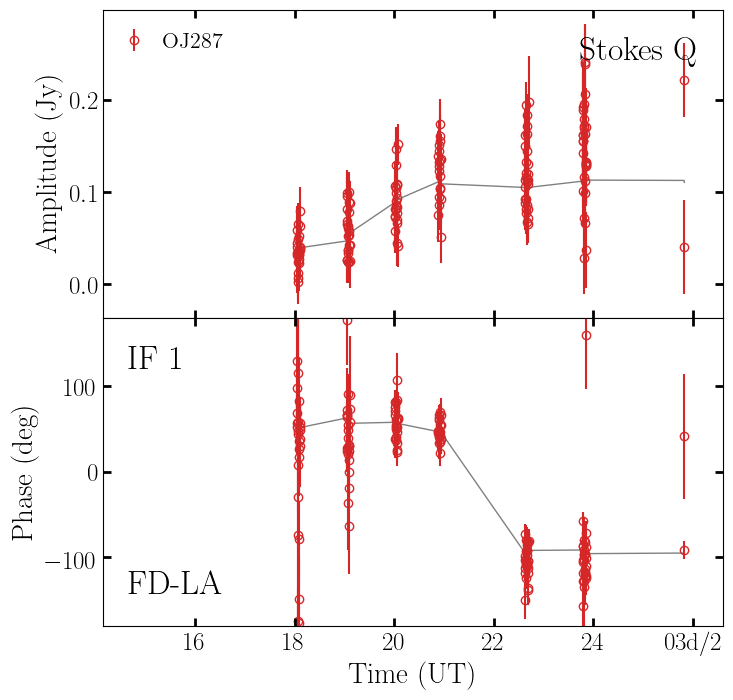 OJ287
Stokes Q
Amplitude (Jy)
0.2
0.1
0.0
IF 1
Phase (deg)
100
0
−100
FD-LA
16 18 20 22 24 03d/2
Time (UT)